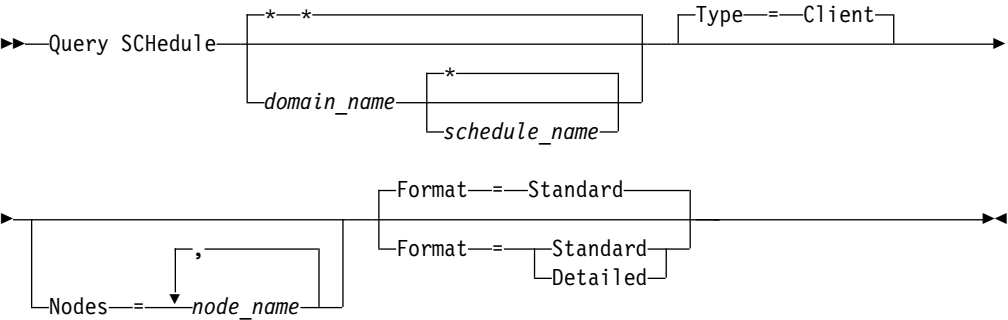 * * Type = Client
Query SCHedule
*
domain_name
schedule_name
Format = Standard
Format = Standard
Detailed
,
Nodes = node_name